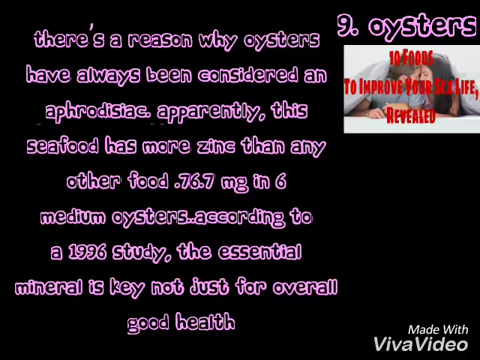 9. oysters
10 Foods
To Improve Your Sex Life,
Revealed
there's a reason why oysters
have always been considered an
aphrodisiac. apparently, this
seafood has more zinc than any
other food .76.7 mg in 6
medium oysters..according to
a 1996 study, the essential
mineral is key not just for overall
good health
Made With
VivaVideo